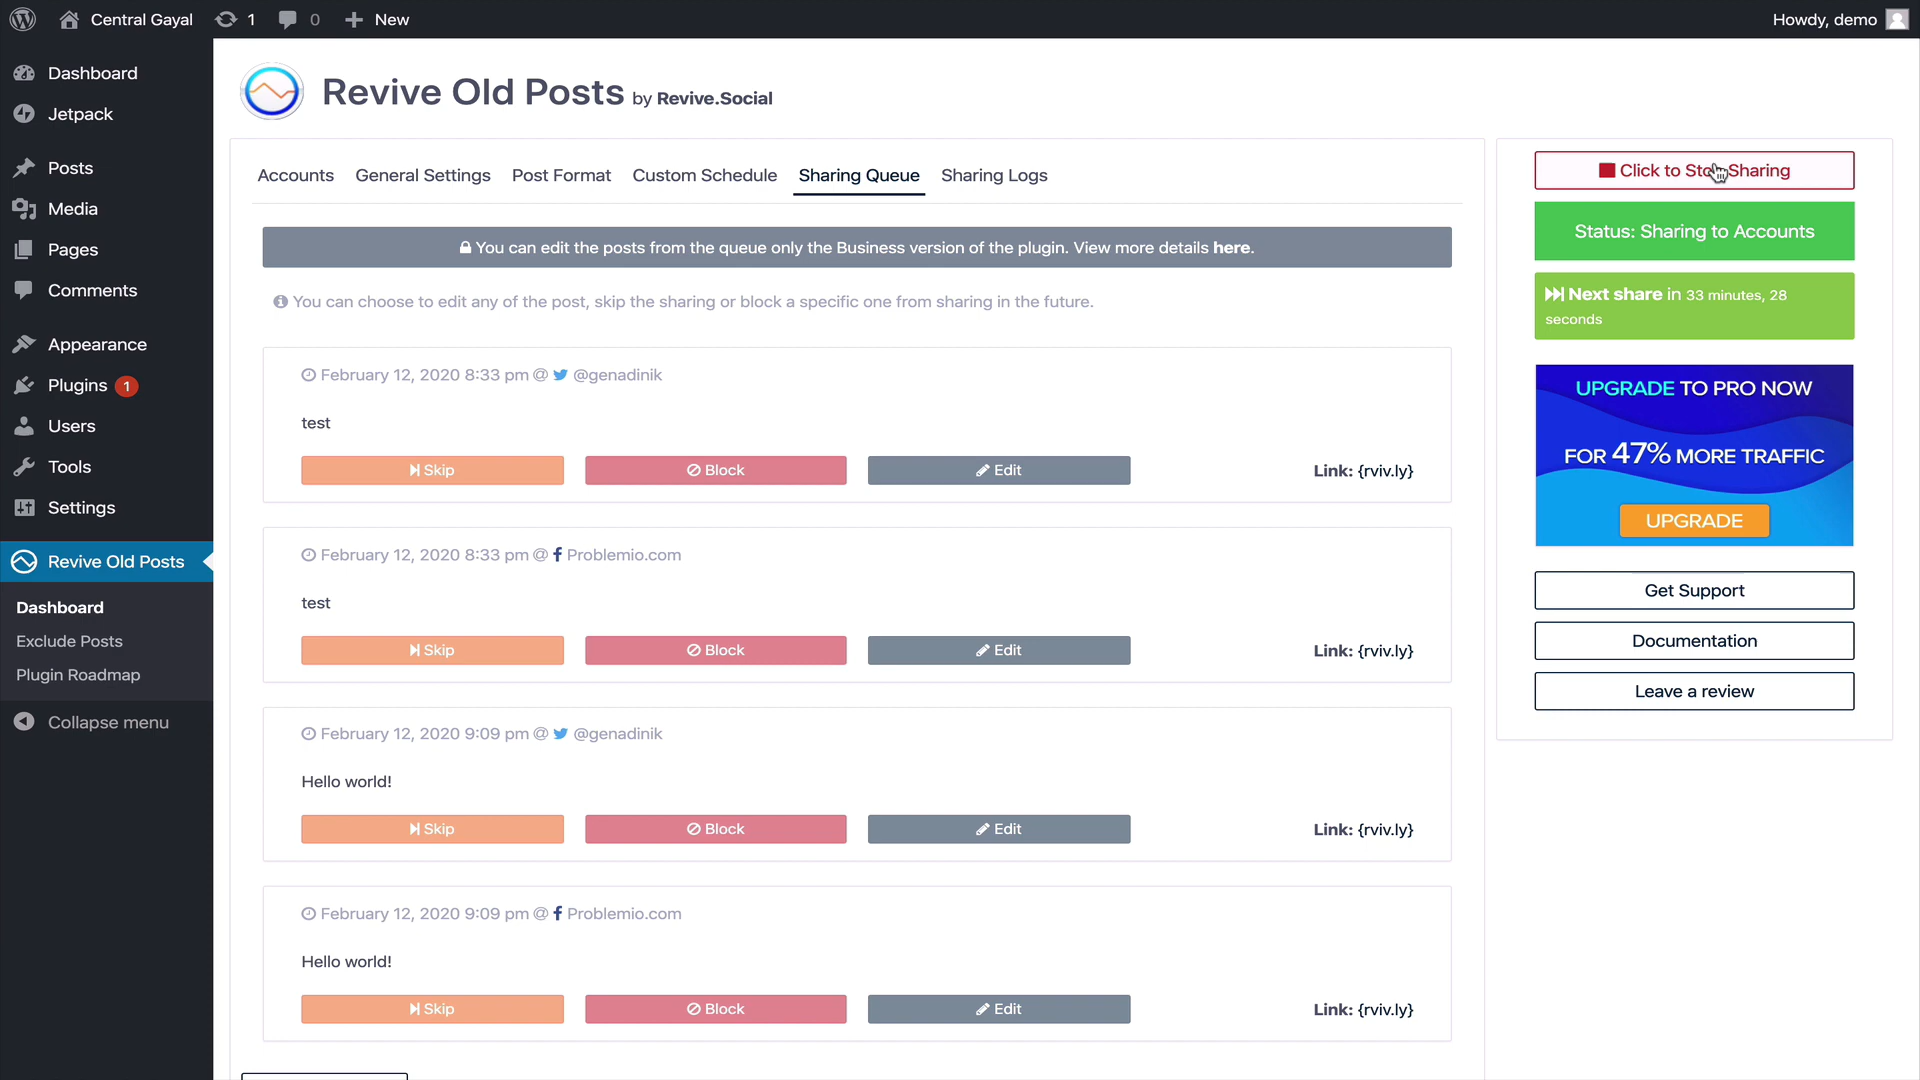 Central Gayal 1 0 New Howdy, demo
Dashboard
Jetpack
Posts
Media
Pages
Comments
Appearance
Plugins 1
Users
Tools
Settings
Revive Old Posts
Dashboard
Exclude Posts
Plugin Roadmap
Collapse menu
Revive Old Posts by Revive.Social
Accounts General Settings Post Format Custom Schedule Sharing Queue Sharing Logs
You can edit the posts from the queue only the Business version of the plugin. View more details here.
You can choose to edit any of the post, skip the sharing or block a specific one from sharing in the future.
February 12, 2020 8:33 pm @ @genadinik
test
Skip Block Edit Link: {rviv.ly}
February 12, 2020 8:33 pm @ Problemio.com
test
Skip Block Edit Link: {rviv.ly}
February 12, 2020 9:09 pm @ @genadinik
Hello world!
Skip Block Edit Link: {rviv.ly}
February 12, 2020 9:09 pm @ Problemio.com
Hello world!
Skip Block Edit Link: {rviv.ly}
Click to Stop Sharing
Status: Sharing to Accounts
Next share in 33 minutes, 28
seconds
UPGRADE TO PRO NOW
FOR 47% MORE TRAFFIC
UPGRADE
Get Support
Documentation
Leave a review